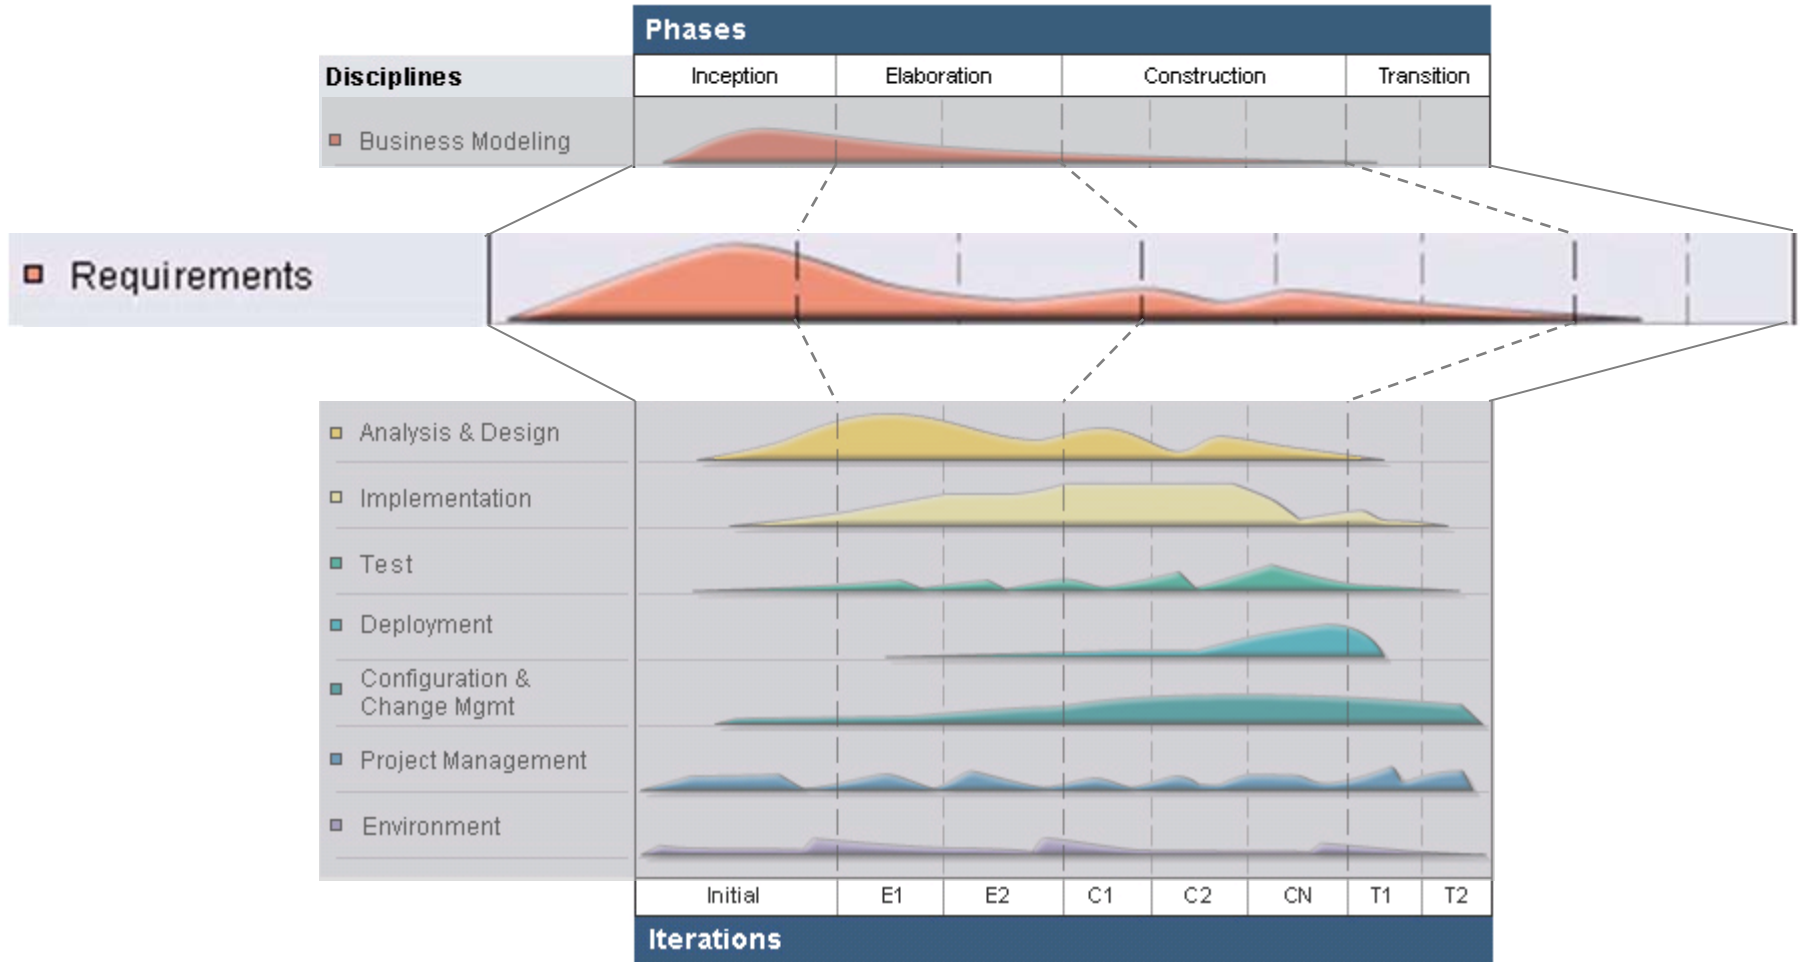 Phases
Disciplines
Inception
Elaboration
Construction
Transition
Business Modeling
Requirements
Analysis & Design
Implementation
Test
Deployment
Configuration &
Change Mgmt
Project Management
Environment
Initial
E1
E2
C1
C2
CN
T1
T2
Iterations